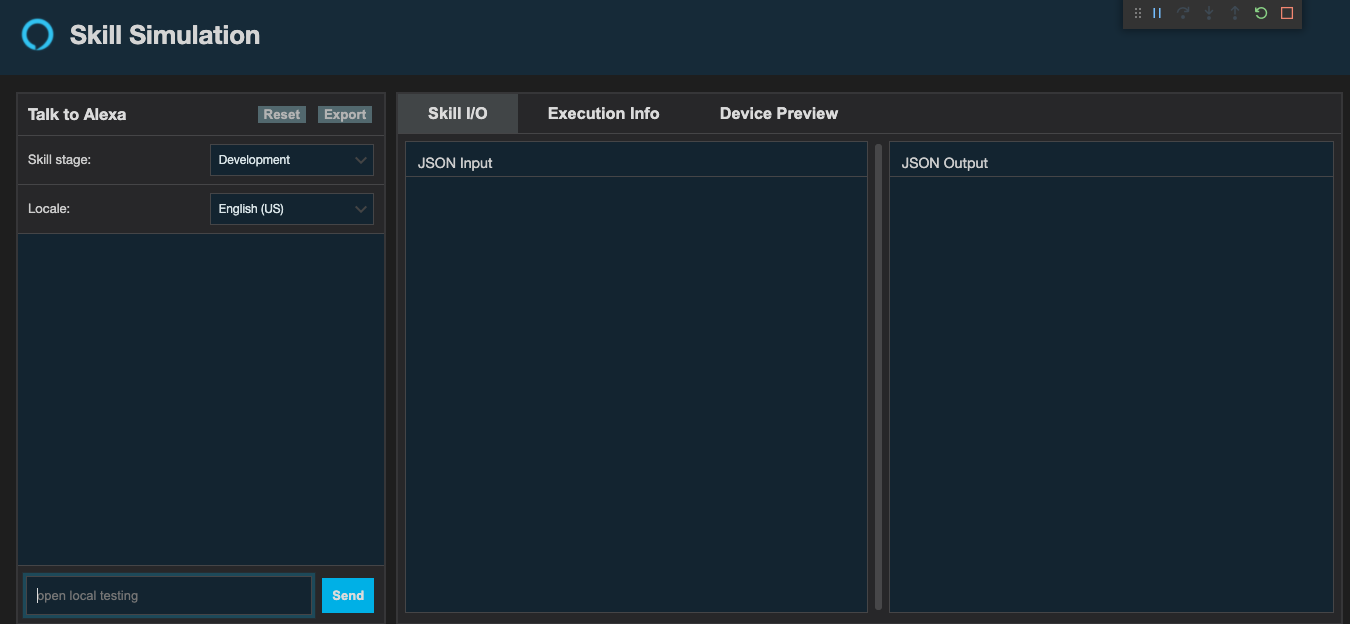 Skill Simulation
Talk to Alexa Reset Export
Skill stage: Development
Locale: English (US)
open local testing Send
Skill I/O Execution Info Device Preview
JSON Input JSON Output